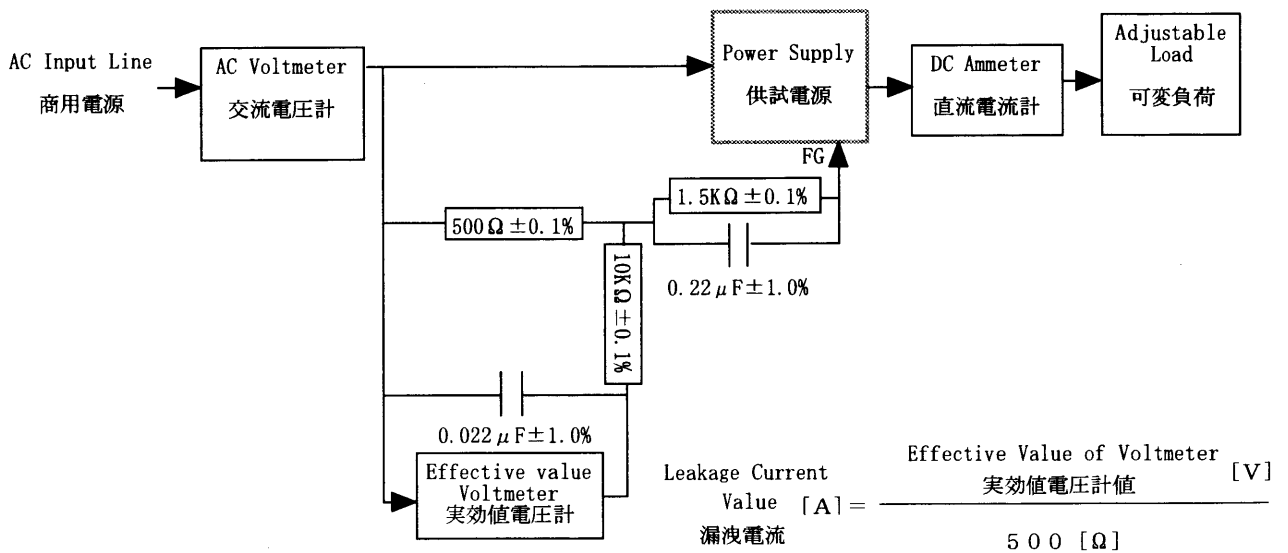 AC Input Line
商用電源
AC Voltmeter
交流電圧計
Power Supply
供試電源
DC Ammeter
直流電流計
Adjustable
Load
可変負荷
FG
500Ω±0.1%
1.5KΩ±0.1%
0.22μF±1.0%
10KΩ±0.1%
0.022μF±1.0%
Effective value
Voltmeter
実効値電圧計
Leakage Current
Value [A]=
漏洩電流
Effective Value of Voltmeter
実効値電圧計値 [V]
500 [Ω]